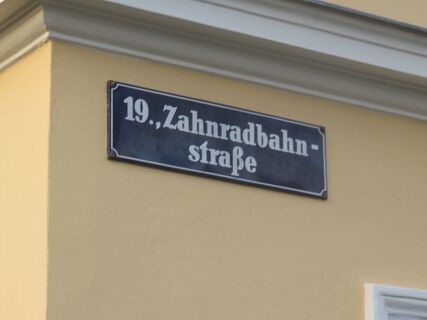 19., Zahnradbahn-
straße